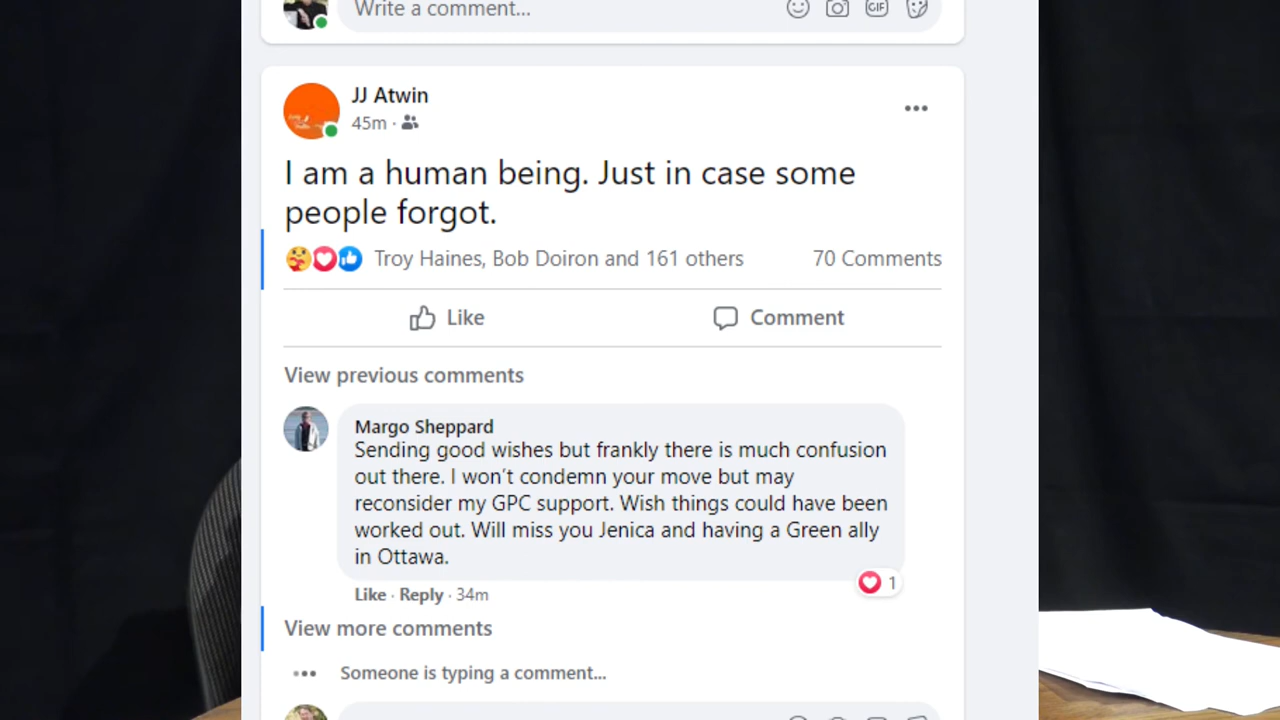 Write a comment...
GIF
JJ Atwin
45m ·
I am a human being. Just in case some
people forgot.
Troy Haines, Bob Doiron and 161 others 70 Comments
Like Comment
View previous comments
Margo Sheppard
Sending good wishes but frankly there is much confusion
out there. I won't condemn your move but may
reconsider my GPC support. Wish things could have been
worked out. Will miss you Jenica and having a Green ally
in Ottawa.
1
Like · Reply · 34m
View more comments
Someone is typing a comment...